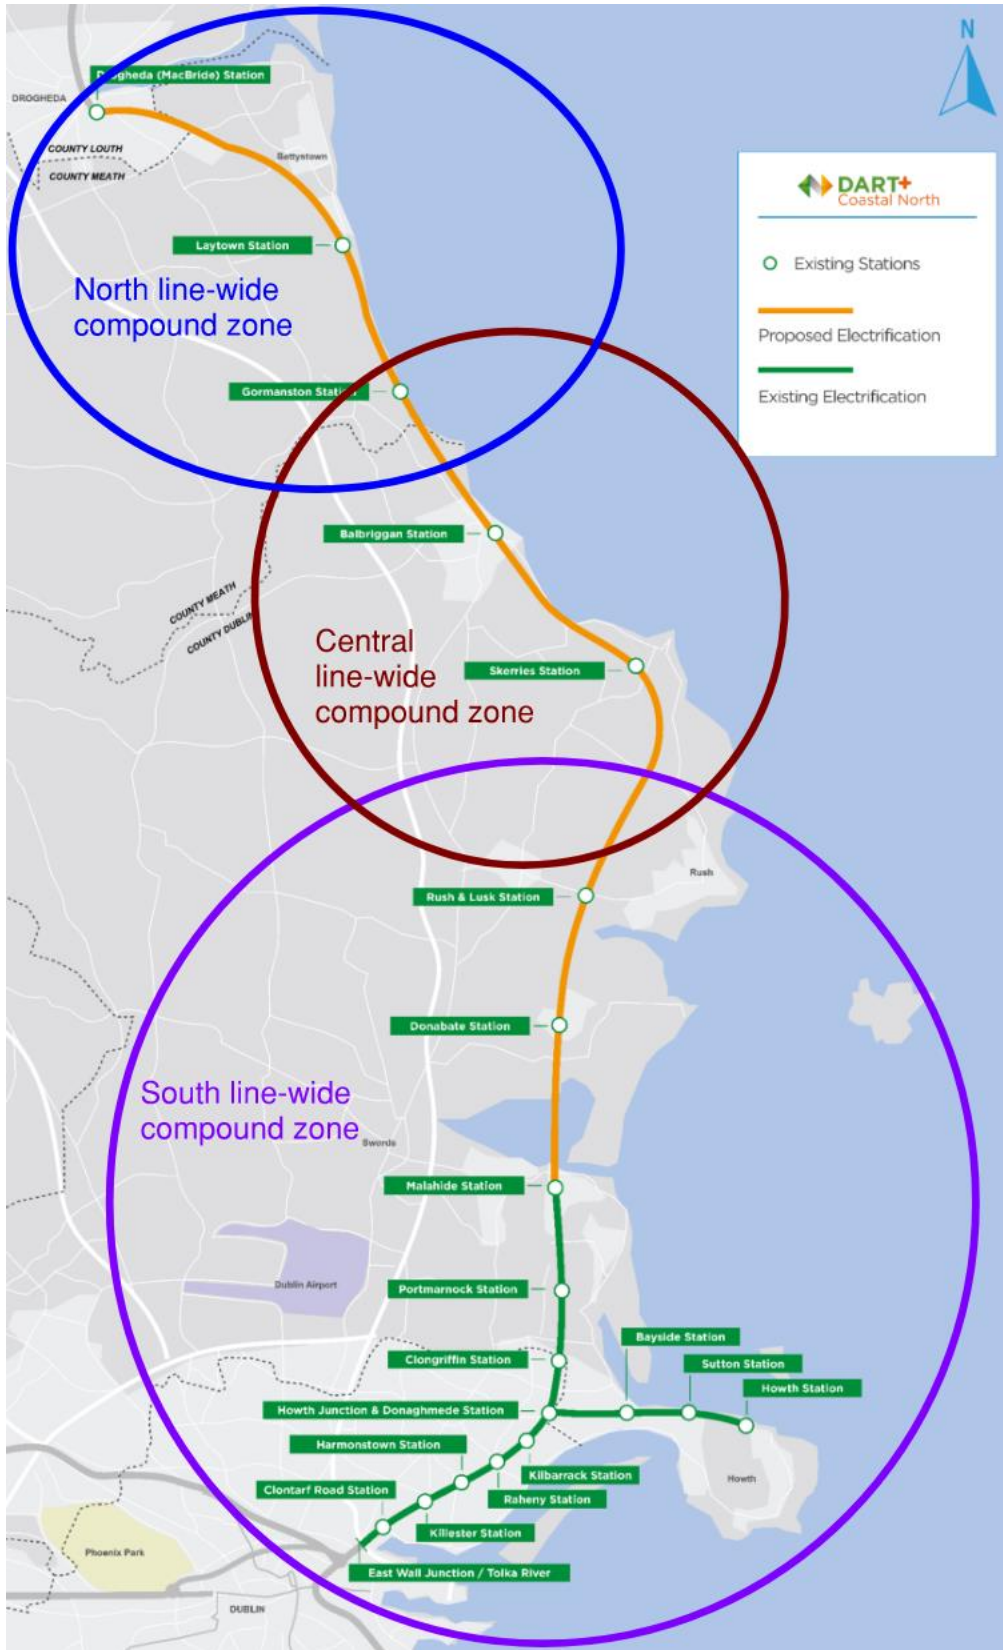 N
Drogheda (MacBride) Station
DROGHEDA
COUNTY LOUTH
COUNTY MEATH
Bettystown
DART+
Coastal North
Existing Stations
Proposed Electrification
Existing Electrification
Laytown Station
North line-wide
compound zone
Gormanston Station
Balbriggan Station
COUNTY MEATH
COUNTY DUBLIN
Central
line-wide
compound zone
Skerries Station
Rush
Rush & Lusk Station
Donabate Station
South line-wide
compound zone
Swords
Malahide Station
Dublin Airport
Portmarnock Station
Bayside Station
Clongriffin Station
Sutton Station
Howth Station
Howth Junction & Donaghmede Station
Harmonstown Station
Kilbarrack Station
Howth
Clontarf Road Station
Raheny Station
Killester Station
Phoenix Park
East Wall Junction / Tolka River
DUBLIN